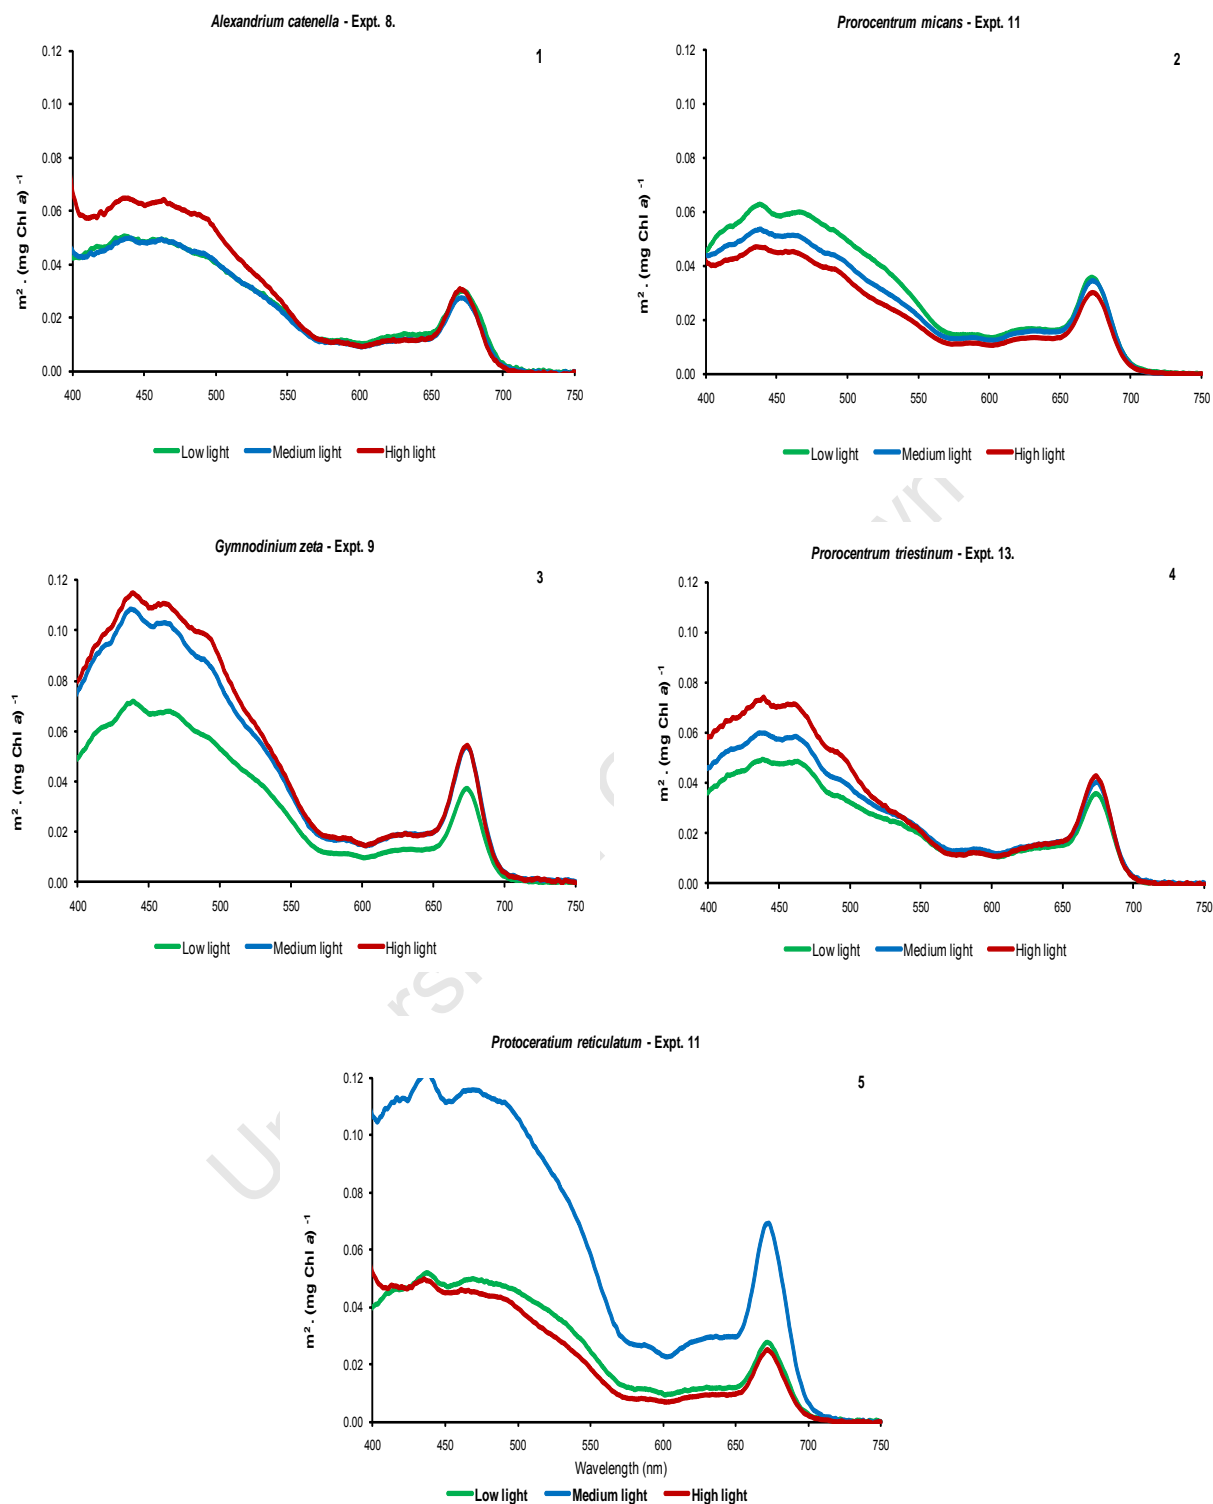 Alexandrium catenella - Expt. 8.
1
m² . (mg Chl a) ⁻¹
0.12
0.10
0.08
0.06
0.04
0.02
0.00
400 450 500 550 600 650 700 750
Low light Medium light High light
Prorocentrum micans - Expt. 11
2
m² . (mg Chl a) ⁻¹
0.12
0.10
0.08
0.06
0.04
0.02
0.00
400 450 500 550 600 650 700 750
Low light Medium light High light
Gymnodinium zeta - Expt. 9
3
m² . (mg Chl a) ⁻¹
0.12
0.10
0.08
0.06
0.04
0.02
0.00
400 450 500 550 600 650 700 750
Low light Medium light High light
Prorocentrum triestinum - Expt. 13.
4
m² . (mg Chl a) ⁻¹
0.12
0.10
0.08
0.06
0.04
0.02
0.00
400 450 500 550 600 650 700 750
Low light Medium light High light
Protoceratium reticulatum - Expt. 11
5
m² . (mg Chl a) ⁻¹
0.12
0.10
0.08
0.06
0.04
0.02
0.00
400 450 500 550 600 650 700 750
Wavelength (nm)
Low light Medium light High light